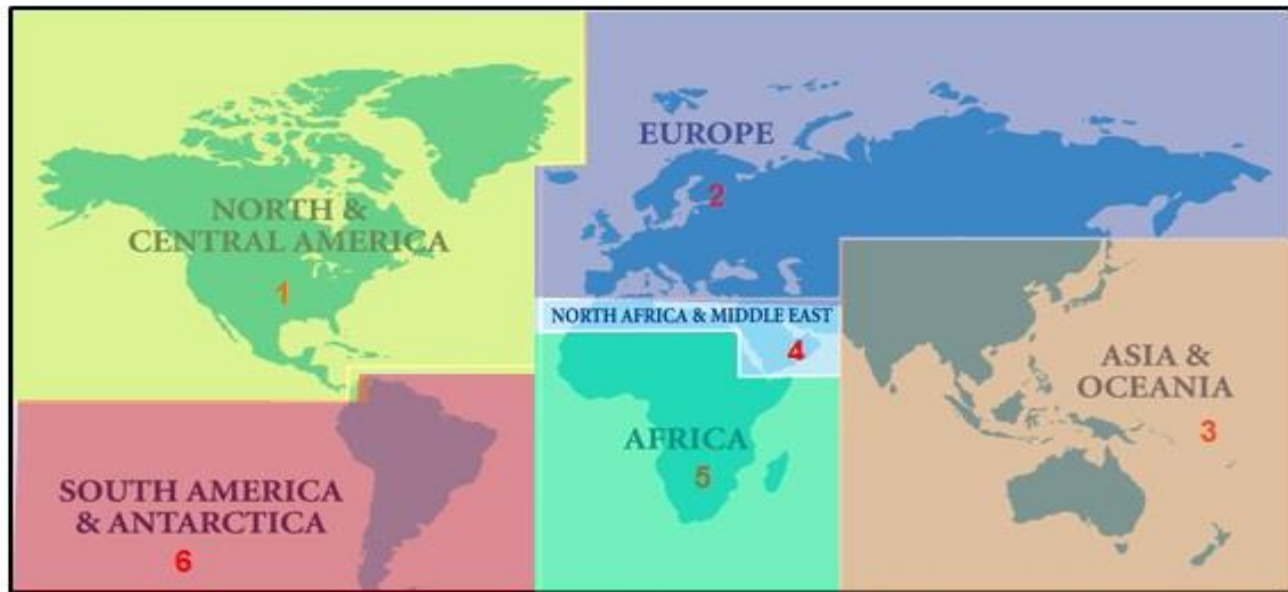 NORTH &
CENTRAL AMERICA
1
EUROPE
2
NORTH AFRICA & MIDDLE EAST
4
ASIA &
OCEANIA
3
AFRICA
5
SOUTH AMERICA
& ANTARCTICA
6